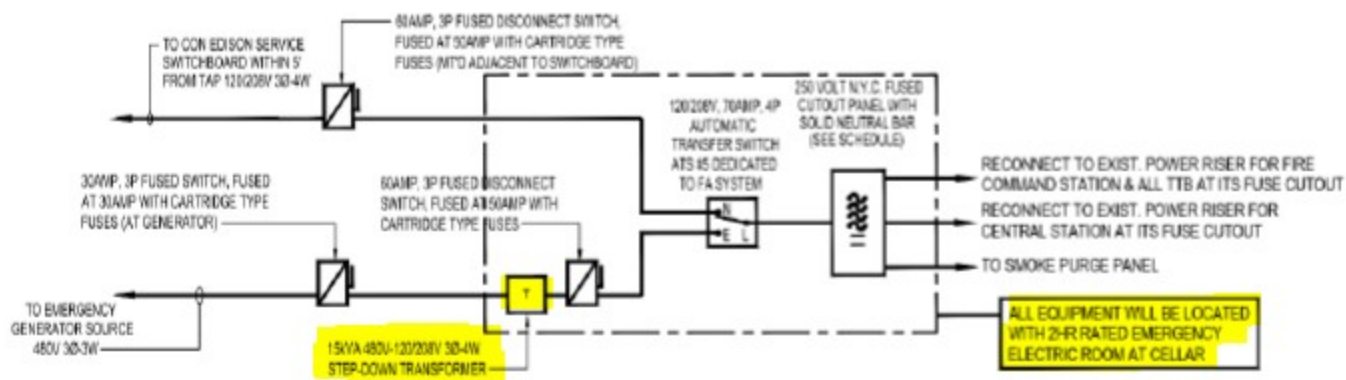 TO CON EDISON SERVICE
SWITCHBOARD WITHIN 5'
FROM TAP 120/208V 3Ø-4W
60AMP, 3P FUSED DISCONNECT SWITCH,
FUSED AT 50AMP WITH CARTRIDGE TYPE
FUSES (MT'D ADJACENT TO SWITCHBOARD)
120/208V, 70AMP, 4P
AUTOMATIC
TRANSFER SWITCH
ATS #5 DEDICATED
TO FA SYSTEM
250 VOLT N.Y.C. FUSED
CUTOUT PANEL WITH
SOLID NEUTRAL BAR
(SEE SCHEDULE)
30AMP, 3P FUSED SWITCH, FUSED
AT 30AMP WITH CARTRIDGE TYPE
FUSES (AT GENERATOR)
60AMP, 3P FUSED DISCONNECT
SWITCH, FUSED AT 50AMP WITH
CARTRIDGE TYPE FUSES
N
E L
RECONNECT TO EXIST. POWER RISER FOR FIRE
COMMAND STATION & ALL TTB AT ITS FUSE CUTOUT
RECONNECT TO EXIST. POWER RISER FOR
CENTRAL STATION AT ITS FUSE CUTOUT
TO SMOKE PURGE PANEL
T
TO EMERGENCY
GENERATOR SOURCE
480V 3Ø-3W
15kVA 480V-120/208V 3Ø-4W
STEP-DOWN TRANSFORMER
ALL EQUIPMENT WILL BE LOCATED
WITH 2HR RATED EMERGENCY
ELECTRIC ROOM AT CELLAR